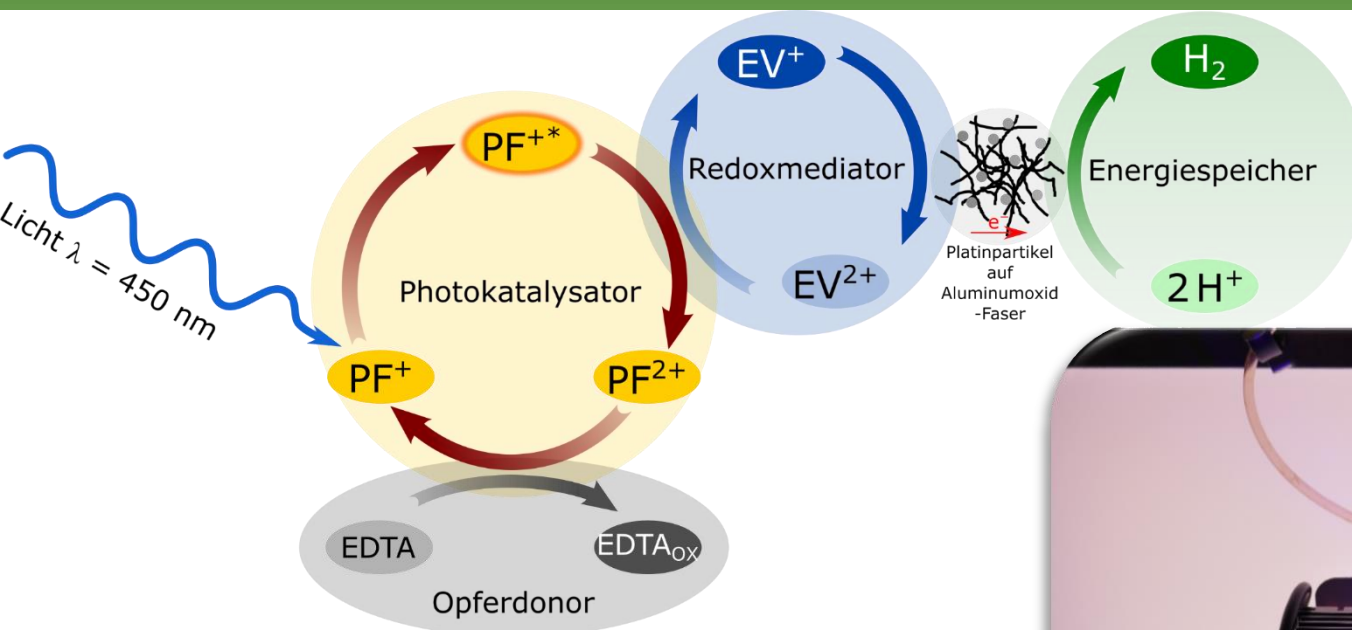 Licht λ = 450 nm
PF⁺*
Photokatalysator
PF⁺
PF²⁺
EDTA
EDTAₒₓ
Opferdonor
EV⁺
Redoxmediator
EV²⁺
e⁻
Platinpartikel
auf
Aluminumoxid
-Faser
H₂
Energiespeicher
2 H⁺